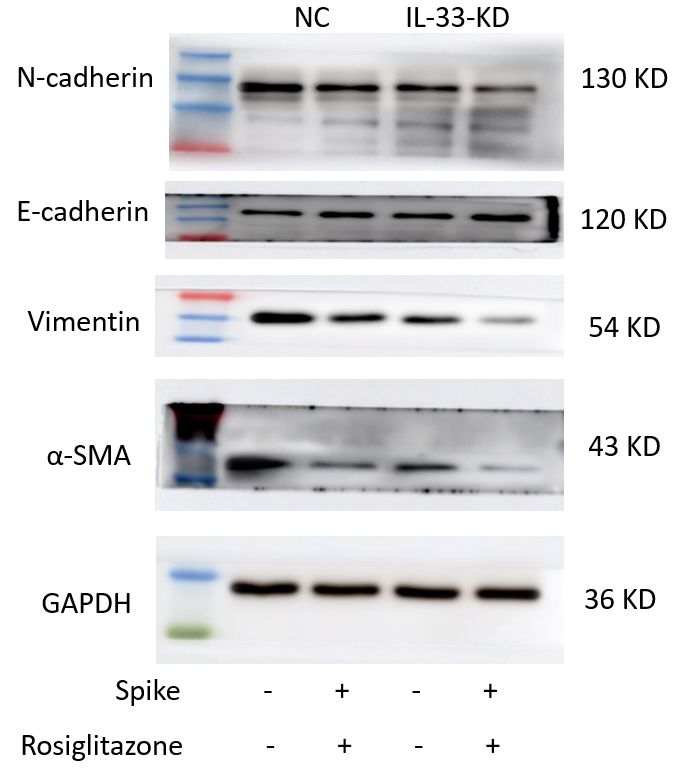 NC IL-33-KD
N-cadherin 130 KD
E-cadherin 120 KD
Vimentin 54 KD
α-SMA 43 KD
GAPDH 36 KD
Spike - + - +
Rosiglitazone - + - +